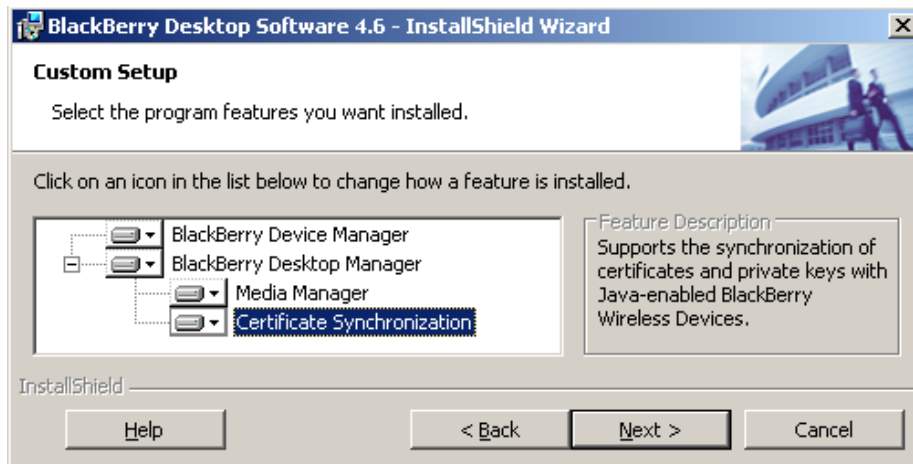 BlackBerry Desktop Software 4.6 - InstallShield Wizard
Custom Setup
Select the program features you want installed.
Click on an icon in the list below to change how a feature is installed.
BlackBerry Device Manager
BlackBerry Desktop Manager
Media Manager
Certificate Synchronization
Feature Description
Supports the synchronization of
certificates and private keys with
Java-enabled BlackBerry
Wireless Devices.
InstallShield
Help
< Back
Next >
Cancel